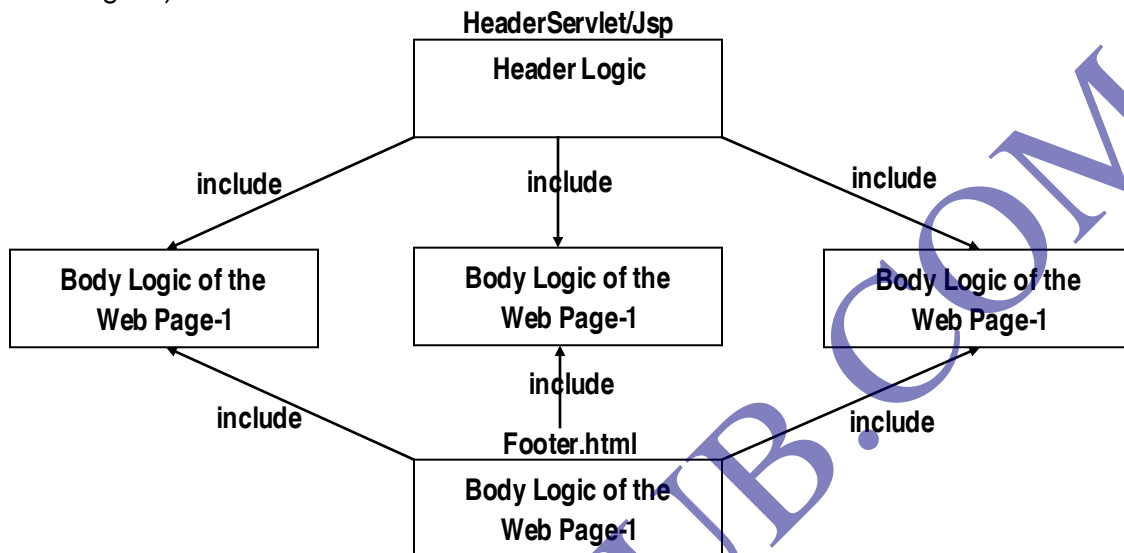 HeaderServlet/Jsp
Header Logic
include
include
include
Body Logic of the
Web Page-1
Body Logic of the
Web Page-1
Body Logic of the
Web Page-1
include
include
include
Footer.html
Body Logic of the
Web Page-1
UB.COM